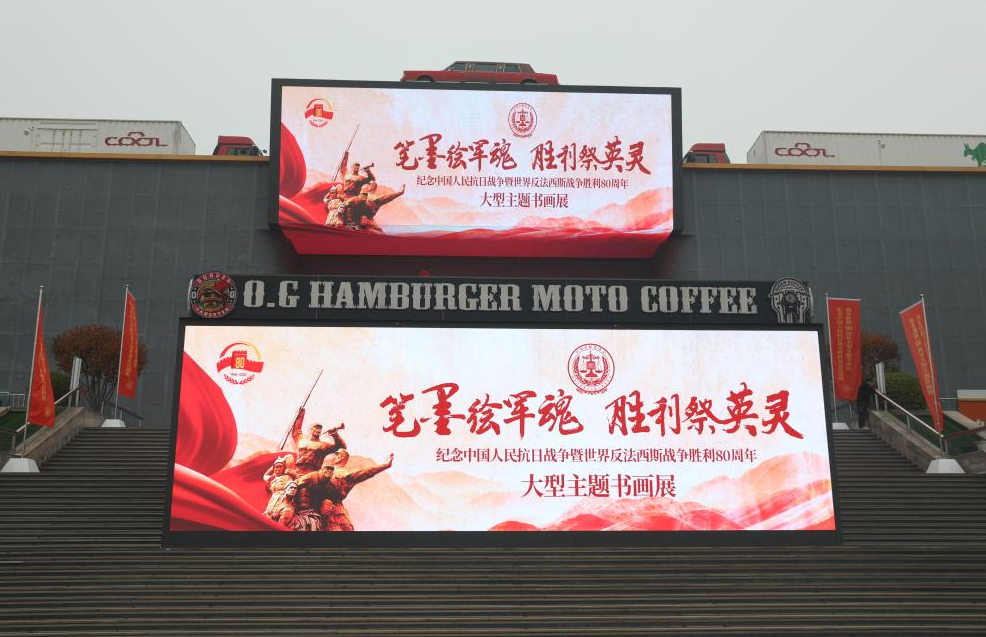 COOL
COOL
笔墨绘军魂 胜利祭英灵
纪念中国人民抗日战争暨世界反法西斯战争胜利80周年
大型主题书画展
O.G HAMBURGER MOTO COFFEE
80
笔墨绘军魂 胜利祭英灵
纪念中国人民抗日战争暨世界反法西斯战争胜利80周年
大型主题书画展